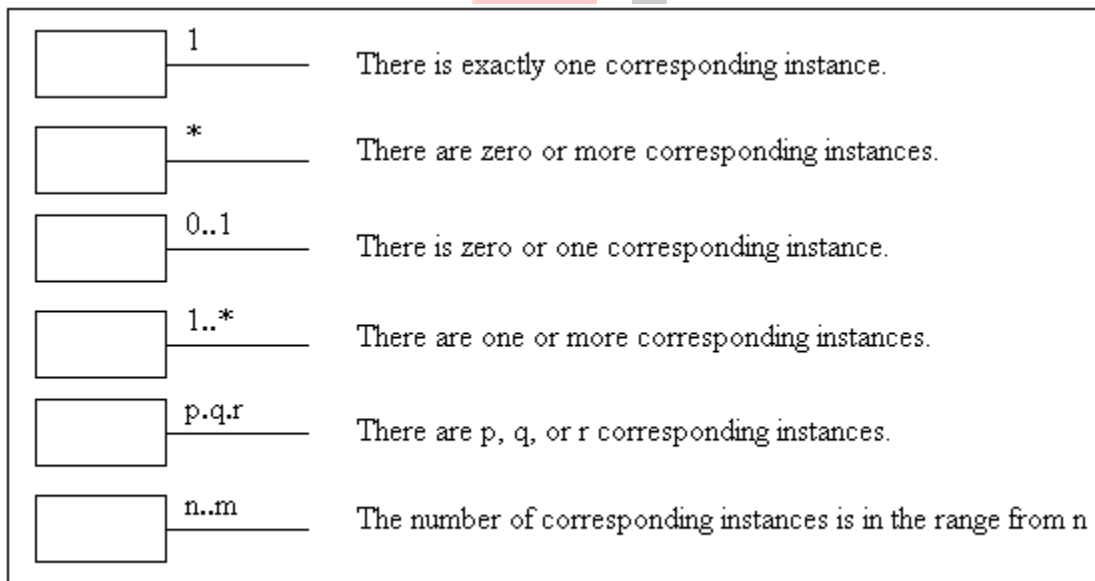 1
There is exactly one corresponding instance.
*
There are zero or more corresponding instances.
0..1
There is zero or one corresponding instance.
1..*
There are one or more corresponding instances.
p.q.r
There are p, q, or r corresponding instances.
n..m
The number of corresponding instances is in the range from n